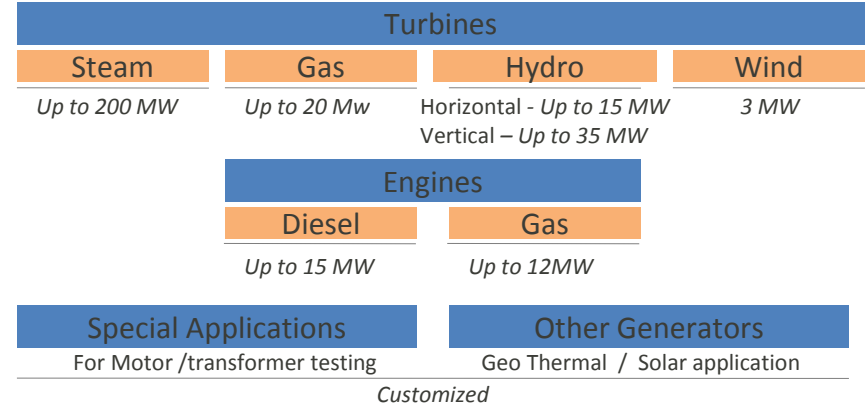 Turbines
Steam Gas Hydro Wind
Up to 200 MW Up to 20 Mw Horizontal - Up to 15 MW 3 MW
Vertical – Up to 35 MW
Engines
Diesel Gas
Up to 15 MW Up to 12MW
Special Applications Other Generators
For Motor /transformer testing Geo Thermal / Solar application
Customized